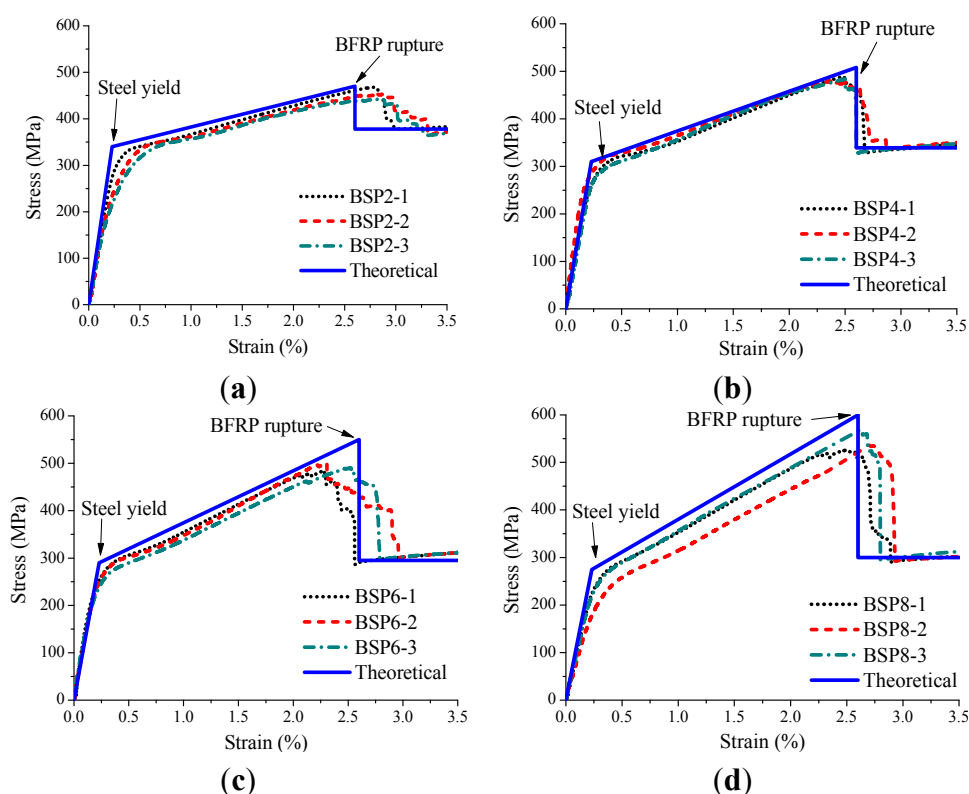 600
500
400
300
200
100
0
Stress (MPa)
BFRP rupture
Steel yield
BSP2-1
BSP2-2
BSP2-3
Theoretical
0.0 0.5 1.0 1.5 2.0 2.5 3.0 3.5
Strain (%)
(a)
600
500
400
300
200
100
0
Stress (MPa)
BFRP rupture
Steel yield
BSP4-1
BSP4-2
BSP4-3
Theoretical
0.0 0.5 1.0 1.5 2.0 2.5 3.0 3.5
Strain (%)
(b)
600
500
400
300
200
100
0
Stress (MPa)
BFRP rupture
Steel yield
BSP6-1
BSP6-2
BSP6-3
Theoretical
0.0 0.5 1.0 1.5 2.0 2.5 3.0 3.5
Strain (%)
(c)
600
500
400
300
200
100
0
Stress (MPa)
BFRP rupture
Steel yield
BSP8-1
BSP8-2
BSP8-3
Theoretical
0.0 0.5 1.0 1.5 2.0 2.5 3.0 3.5
Strain (%)
(d)